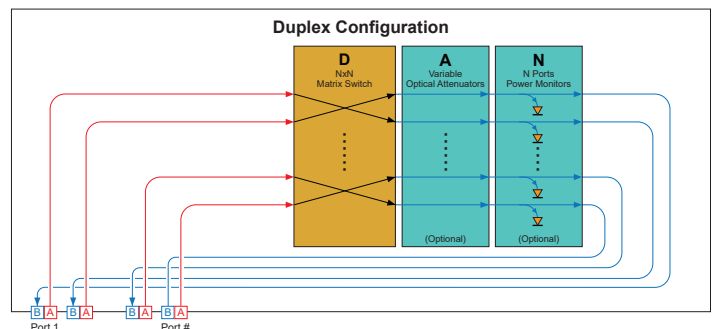 Duplex Configuration
D
NxN
Matrix Switch
A
Variable
Optical Attenuators
N
N Ports
Power Monitors
(Optional)
(Optional)
B A B A B A B A
Port 1
Port #